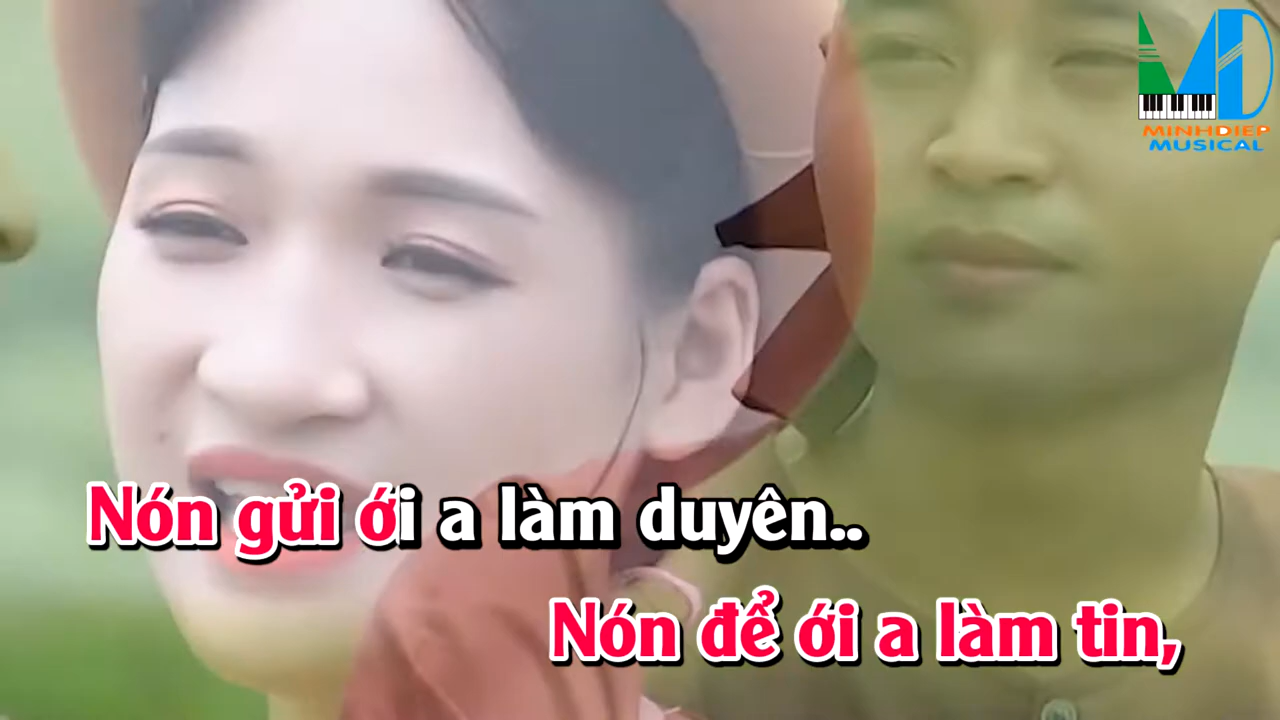 MINHDIEP
MUSICAL
Nón gửi ới a làm duyên..
Nón để ới a làm tin,